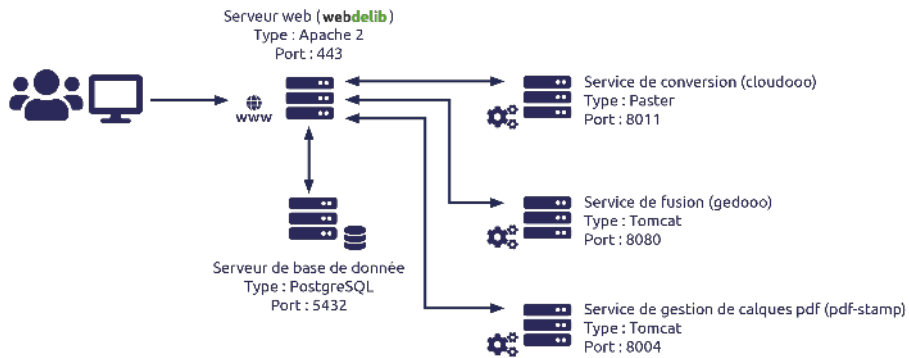 Serveur web (webdelib)
Type : Apache 2
Port : 443
www
Service de conversion (cloudooo)
Type : Paster
Port : 8011
Service de fusion (gedooo)
Type : Tomcat
Port : 8080
Serveur de base de donnée
Type : PostgreSQL
Port : 5432
Service de gestion de calques pdf (pdf-stamp)
Type : Tomcat
Port : 8004